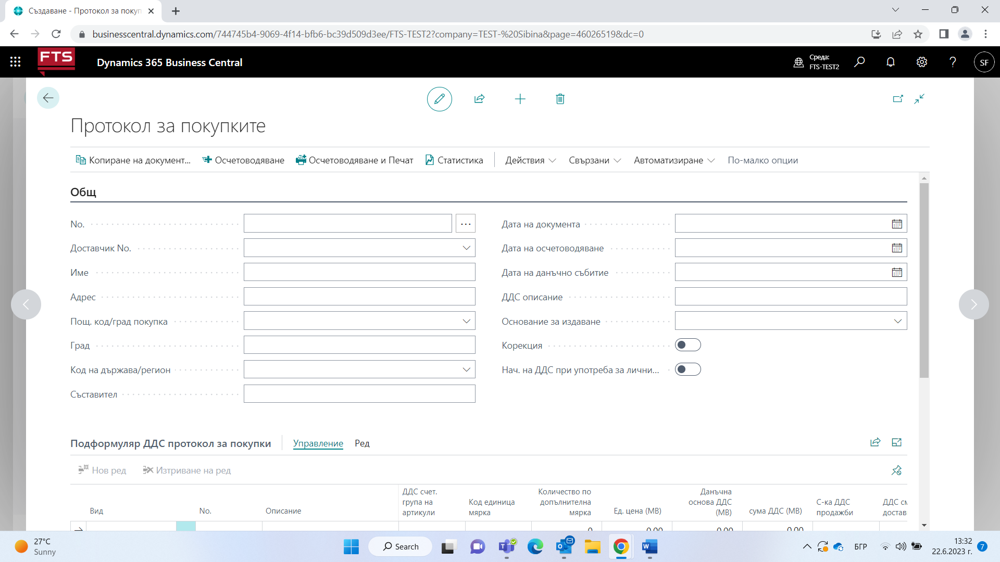 Създаване - Протокол за покуп
businesscentral.dynamics.com/744745b4-9069-4f14-bfb6-bc39d509d3ee/FTS-TEST2?company=TEST-%20Sibina&page=46026519&dc=0
FTS
Dynamics 365 Business Central
Среда:
FTS-TEST2
SF
Протокол за покупките
Копиране на документ... Осчетоводяване Осчетоводяване и Печат Статистика Действия Свързани Автоматизиране По-малко опции
Общ
No.
Доставчик No.
Име
Адрес
Пощ. код/град покупка
Град
Код на държава/регион
Съставител
Дата на документа
Дата на осчетоводяване
Дата на данъчно събитие
ДДС описание
Основание за издаване
Корекция
Нач. на ДДС при употреба за лични...
Подформуляр ДДС протокол за покупки Управление Ред
Нов ред Изтриване на ред
Вид
No.
Описание
ДДС счет.
група на
артикули
Код единица
мярка
Количество по
допълнителна
мярка
Ед. цена (МВ)
Данъчна
основа ДДС
(МВ)
сума ДДС (МВ)
С-ка ДДС
продажби
ДДС см
достав
0 0,00 0,00 0,00
27°C
Sunny
Search
БГР
13:32
22.6.2023 г.
7